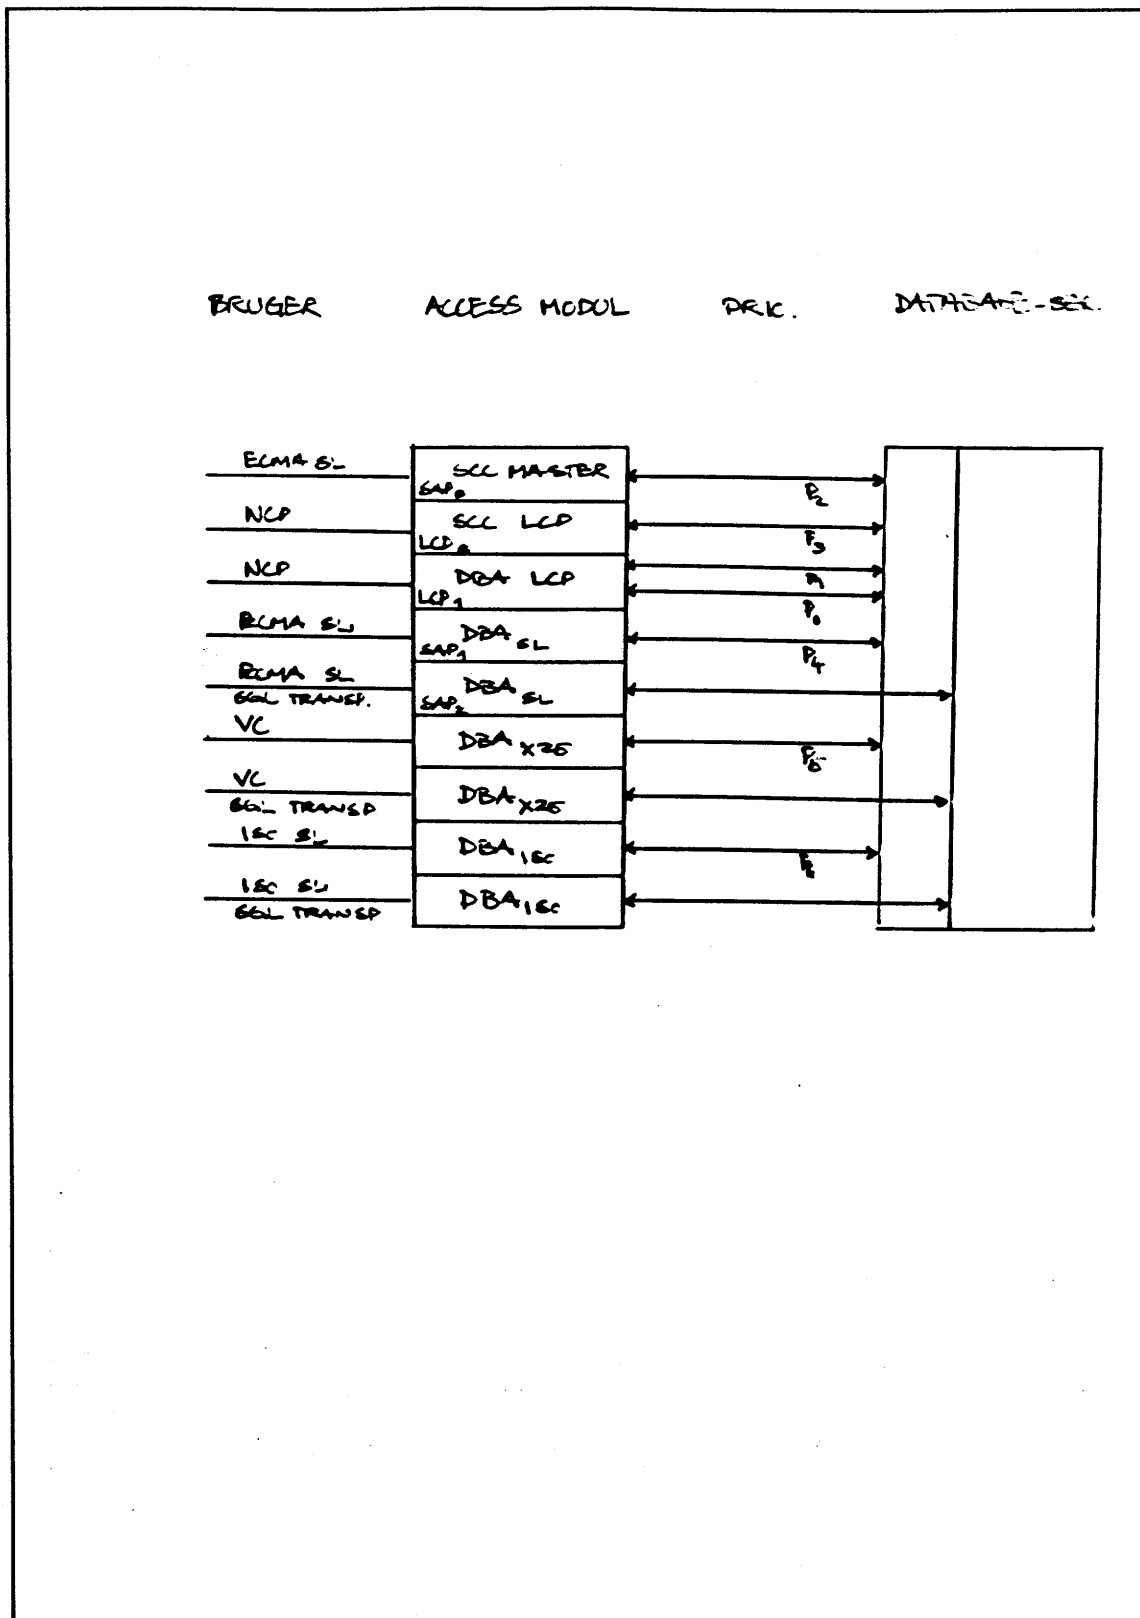 BRUGER ACCESS MODUL
ECMA SL SCC MASTER
SAP₀ P₂
NCP SCC LCP
LCP₀ P₃
NCP DBA LCP
LCP₁ P₁
P₀
ECMA SL DBA SL
SAP₁ P₄
ECMA SL DBA SL
SAP₂
EGL TRANSP.
VC DBA X25
P₅
VC DBA X25
EGL TRANSP
ISC SL DBA ISC
ISC SL DBA ISC
EGL TRANSP